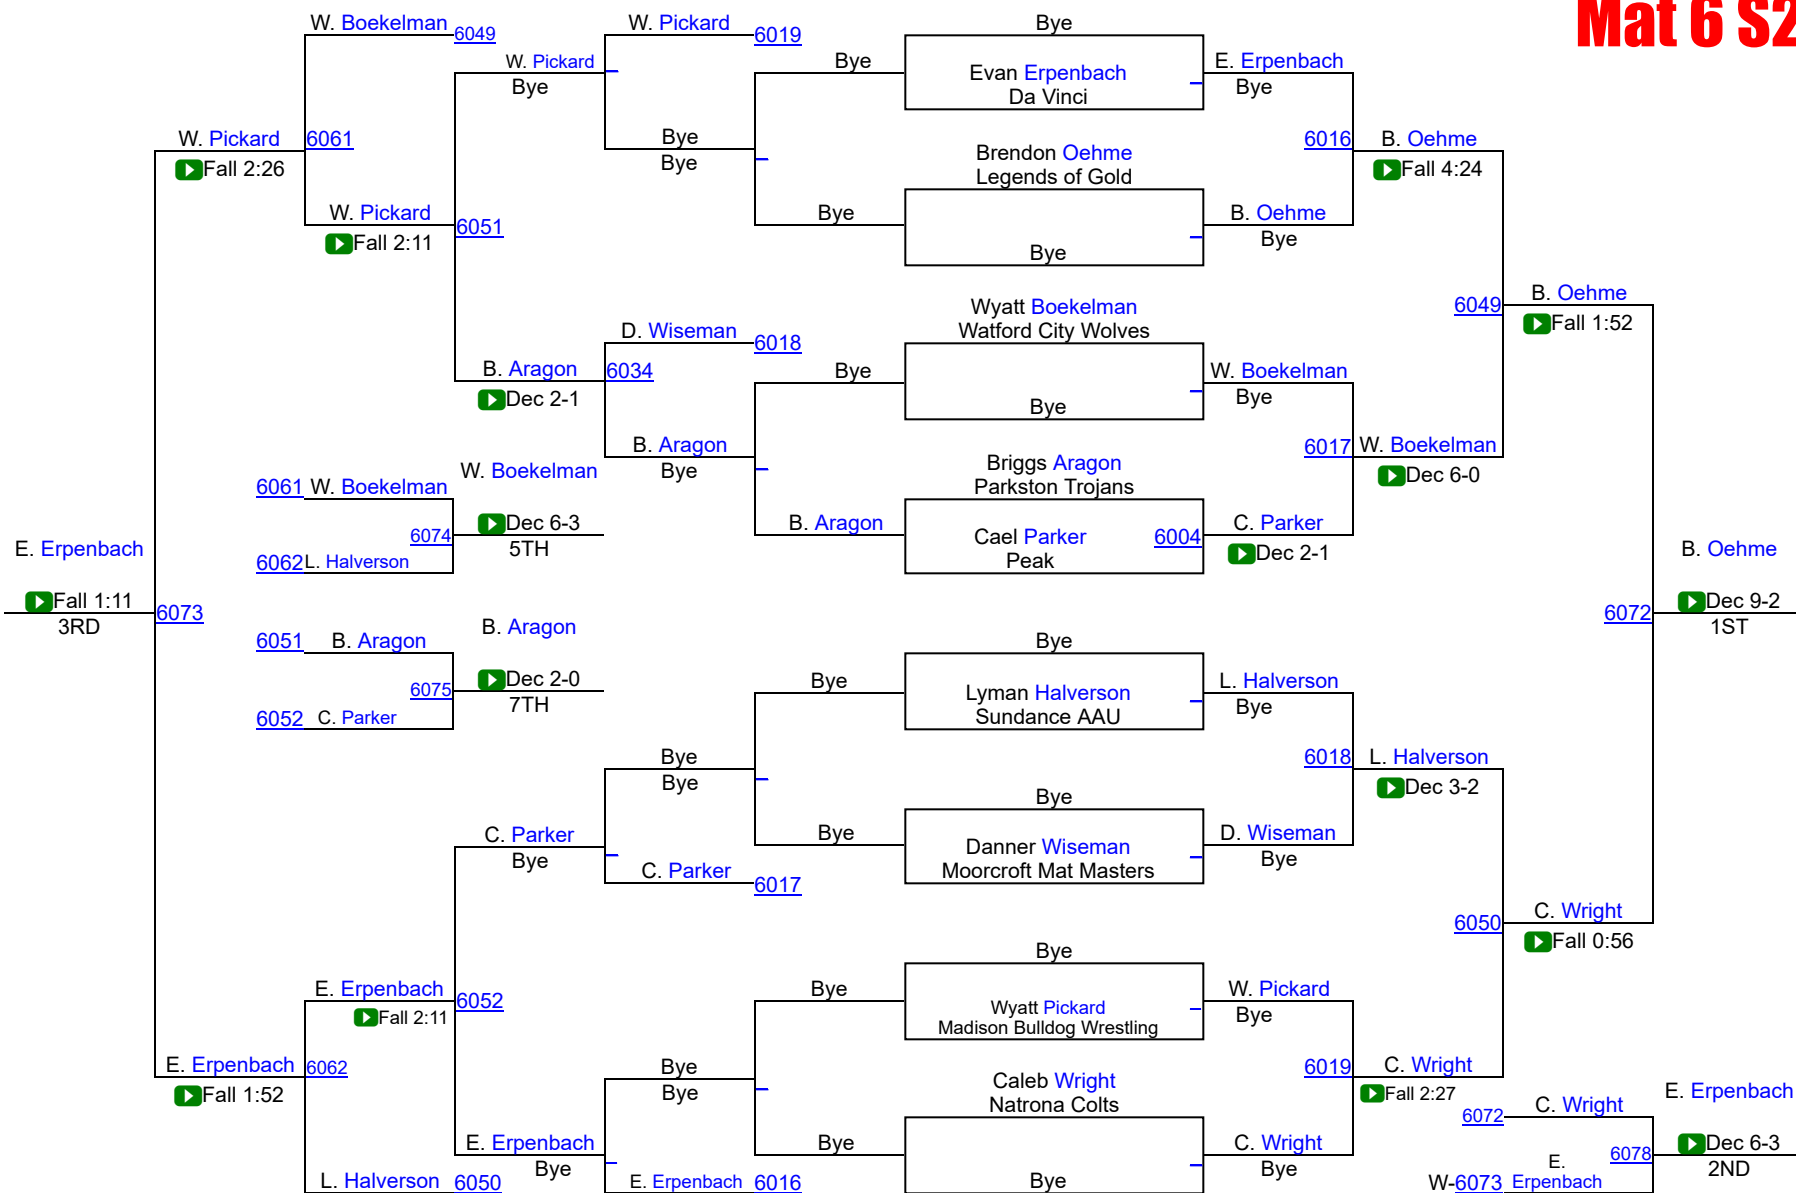 Mat 6 S2
W. Boekelman
6049
W. Pickard
Bye
W. Pickard
6019
Bye
Bye
Evan Erpenbach
Da Vinci
E. Erpenbach
Bye
W. Pickard
6061
Fall 2:26
Bye
Bye
Brendon Oehme
Legends of Gold
6016
B. Oehme
Fall 4:24
W. Pickard
6051
Fall 2:11
Bye
Bye
B. Oehme
Bye
D. Wiseman
6018
Wyatt Boekelman
Watford City Wolves
6049
B. Oehme
Fall 1:52
B. Aragon
6034
Dec 2-1
Bye
Bye
W. Boekelman
Bye
B. Aragon
Bye
6017
W. Boekelman
Dec 6-0
6061
W. Boekelman
W. Boekelman
6074
Dec 6-3
5TH
6062
L. Halverson
B. Aragon
Briggs Aragon
Parkston Trojans
Cael Parker
Peak
6004
C. Parker
Dec 2-1
E. Erpenbach
Fall 1:11
3RD
6073
B. Oehme
Dec 9-2
1ST
6072
6051
B. Aragon
B. Aragon
6075
Dec 2-0
7TH
6052
C. Parker
Bye
Bye
Lyman Halverson
Sundance AAU
L. Halverson
Bye
Bye
Bye
6018
L. Halverson
Dec 3-2
C. Parker
Bye
Bye
Bye
Danner Wiseman
Moorcroft Mat Masters
D. Wiseman
Bye
C. Parker
6017
6050
C. Wright
Fall 0:56
E. Erpenbach
6052
Fall 2:11
Bye
Bye
Wyatt Pickard
Madison Bulldog Wrestling
W. Pickard
Bye
E. Erpenbach
6062
Fall 1:52
Bye
Bye
Caleb Wright
Natrona Colts
6019
C. Wright
Fall 2:27
E. Erpenbach
Bye
Bye
Bye
C. Wright
Bye
6072
C. Wright
E. Erpenbach
6078
Dec 6-3
2ND
L. Halverson
6050
E. Erpenbach
6016
W-6073
E.
Erpenbach